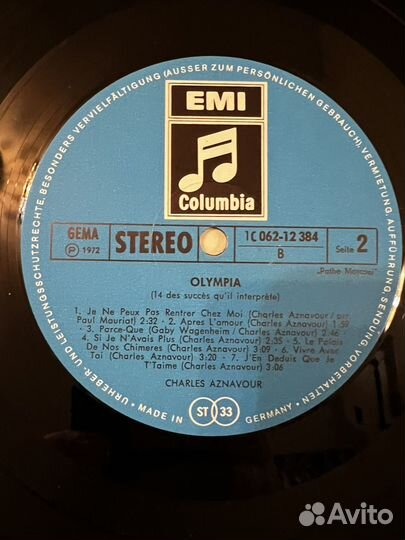 URHEBER- UND LEISTUNGSSCHUTZRECHTE, BESONDERS VERVIELFÄLTIGUNG (AUSSER ZUM PERSÖNLICHEN GEBRAUCH), VERMIETUNG, AUFFÜHRUNG, SENDUNG, VORBEHALTEN.
EMI
Columbia
GEMA
℗ 1972
STEREO
1C 062-12 384
B
Seite 2
„Pathe Marconi"
OLYMPIA
(14 des succès qu'il interprète)
1. Je Ne Peux Pas Rentrer Chez Moi (Charles Aznavour/arr.
Paul Mauriat) 2:32 · 2. Apres L'amour (Charles Aznavour) 1:59
· 3. Parce-Que (Gaby Wagenheim / Charles Aznavour) 2:46 ·
4. Si Je N'Avais Plus (Charles Aznavour) 2:35 · 5. Le Palais
De Nos Chimeres (Charles Aznavour) 3:09 · 6. Vivre Avec
Toi (Charles Aznavour) 3:20 · 7. J'En Deduis Que Je
T'Taime (Charles Aznavour) 3:06
CHARLES AZNAVOUR
· MADE IN GERMANY ·
ST 33
Avito